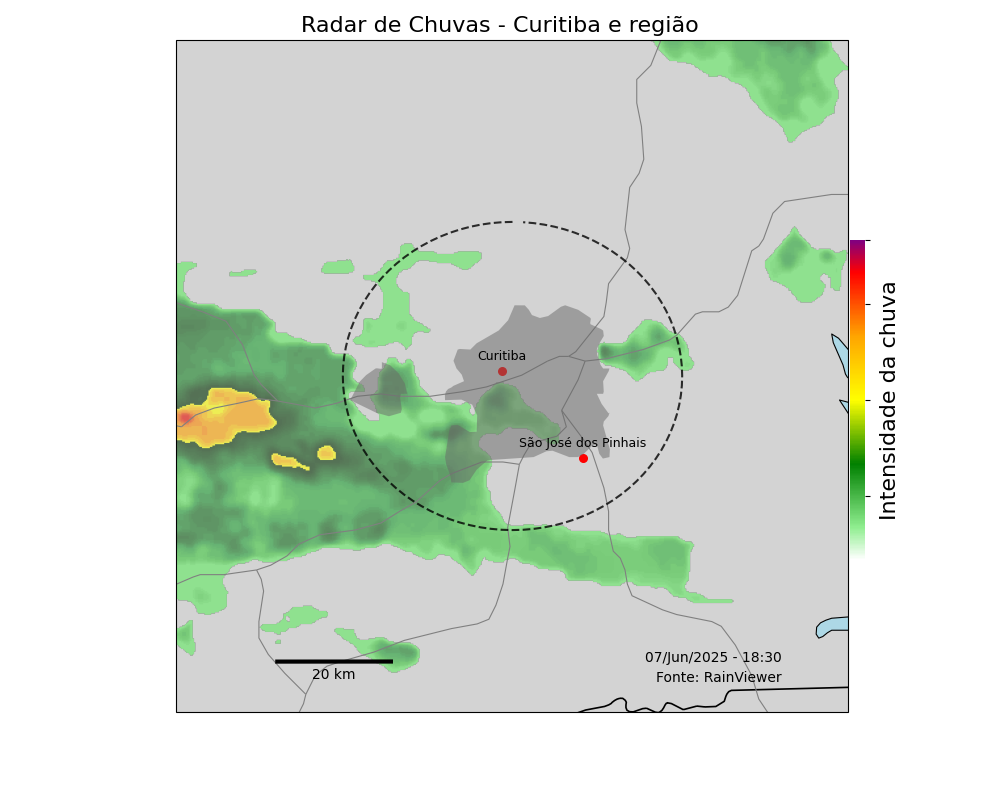 Radar de Chuvas - Curitiba e região
Curitiba
São José dos Pinhais
Intensidade da chuva
07/Jun/2025 - 18:30
20 km
Fonte: RainViewer